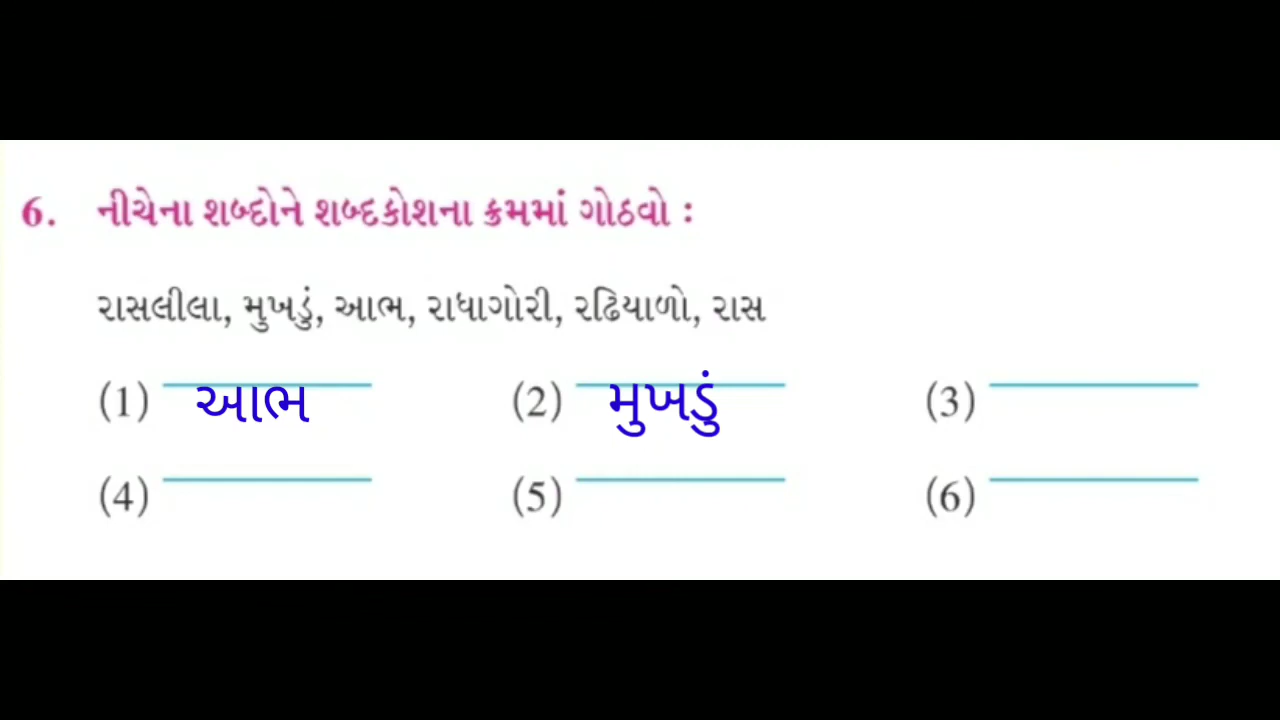 6. નીચેના શબ્દોને શબ્દકોશના ક્રમમાં ગોઠવો :
રાસલીલા, મુખડું, આભ, રાધાગોરી, રઢિયાળો, રાસ
(1) આભ (2) મુખડું (3)
(4) (5) (6)